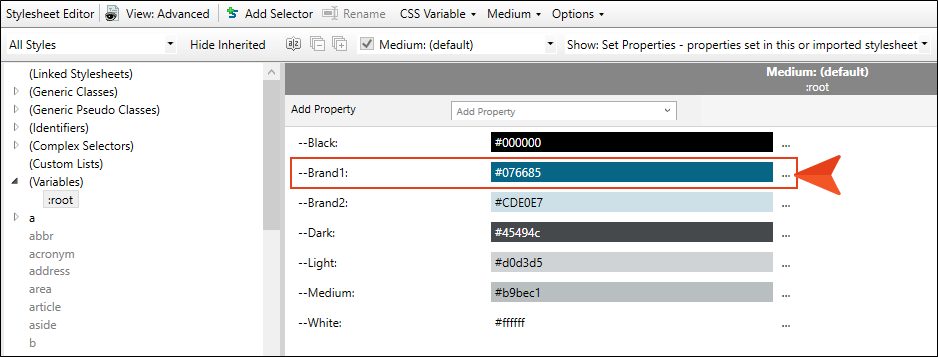 Stylesheet Editor View: Advanced Add Selector Rename CSS Variable Medium Options
All Styles Hide Inherited Medium: (default) Show: Set Properties - properties set in this or imported stylesheet
(Linked Stylesheets)
(Generic Classes)
(Generic Pseudo Classes)
(Identifiers)
(Complex Selectors)
(Custom Lists)
(Variables)
:root
a
abbr
acronym
address
area
article
aside
b
Medium: (default)
:root
Add Property Add Property
--Black: #000000 ...
--Brand1: #076685 ...
--Brand2: #CDE0E7 ...
--Dark: #45494c ...
--Light: #d0d3d5 ...
--Medium: #b9bec1 ...
--White: #ffffff ...